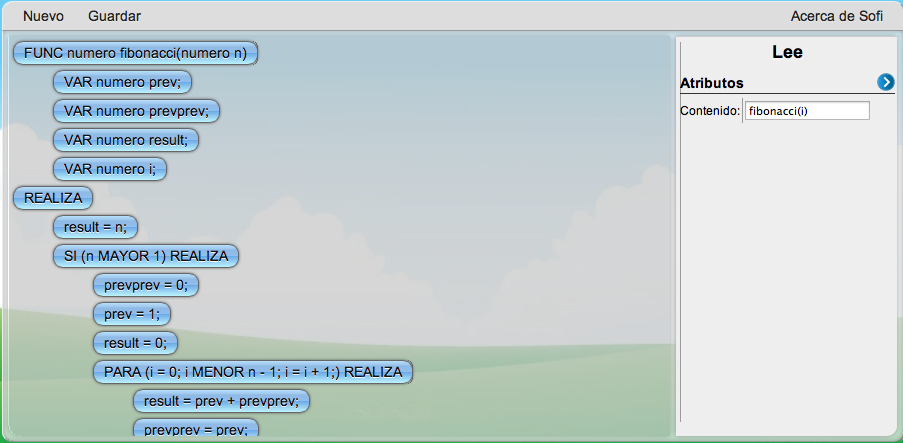 Nuevo Guardar Acerca de Sofi
FUNC numero fibonacci(numero n)
VAR numero prev;
VAR numero prevprev;
VAR numero result;
VAR numero i;
REALIZA
result = n;
SI (n MAYOR 1) REALIZA
prevprev = 0;
prev = 1;
result = 0;
PARA (i = 0; i MENOR n - 1; i = i + 1;) REALIZA
result = prev + prevprev;
prevprev = prev;
Lee
Atributos
Contenido: fibonacci(i)